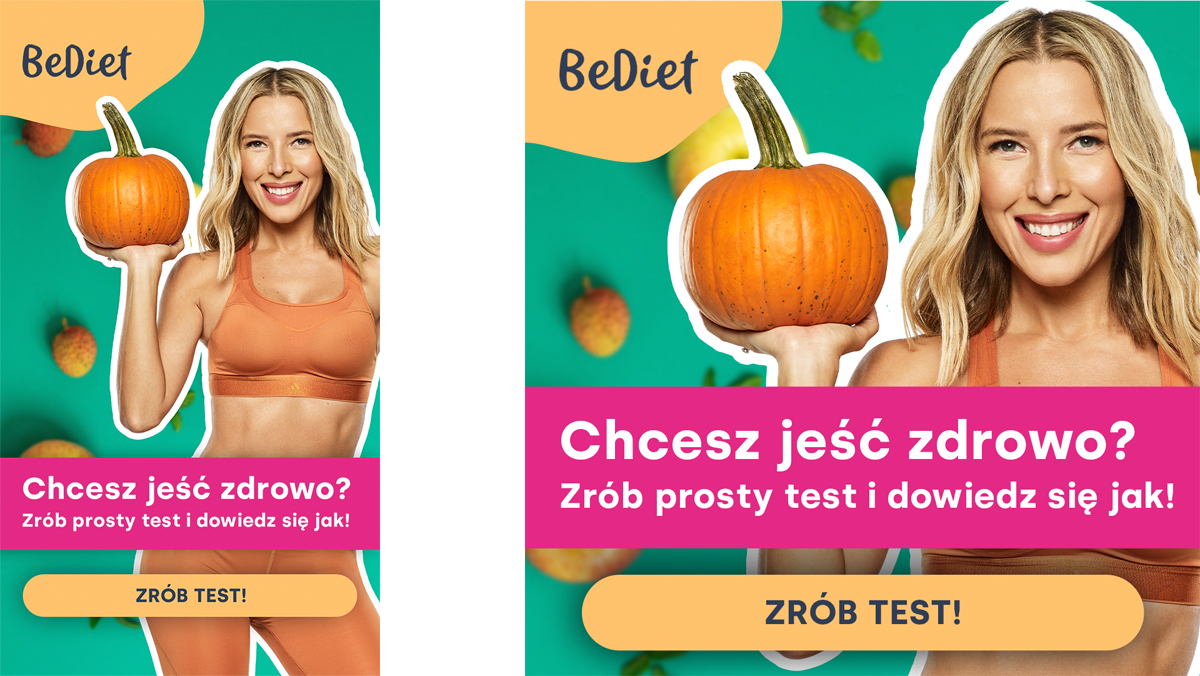 BeDiet
Chcesz jeść zdrowo?
Zrób prosty test i dowiedz się jak!
ZRÓB TEST!
BeDiet
Chcesz jeść zdrowo?
Zrób prosty test i dowiedz się jak!
ZRÓB TEST!